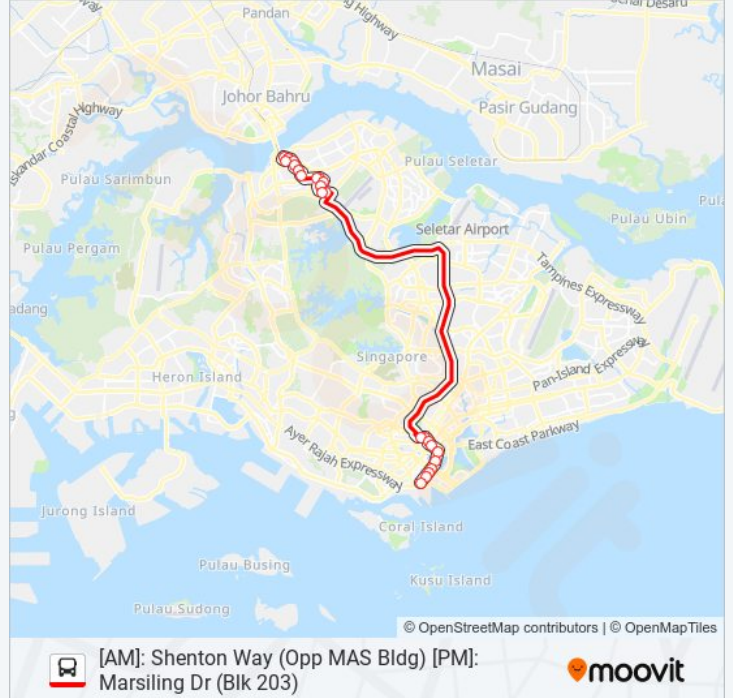 Pandan
Highway
Masai
Johor Bahru
Pasir Gudang
Iskandar Coastal Highway
Pulau Seletar
Pulau Sarimbun
Pulau Ubin
Seletar Airport
Pulau Pergam
Tampines Expressway
Singapore
Heron Island
Pan-Island Expressway
Ayer Rajah Expressway
East Coast Parkway
Jurong Island
Coral Island
Pulau Busing
Kusu Island
Pulau Sudong
© OpenStreetMap contributors | © OpenMapTiles
[AM]: Shenton Way (Opp MAS Bldg) [PM]:
Marsiling Dr (Blk 203)
moovit